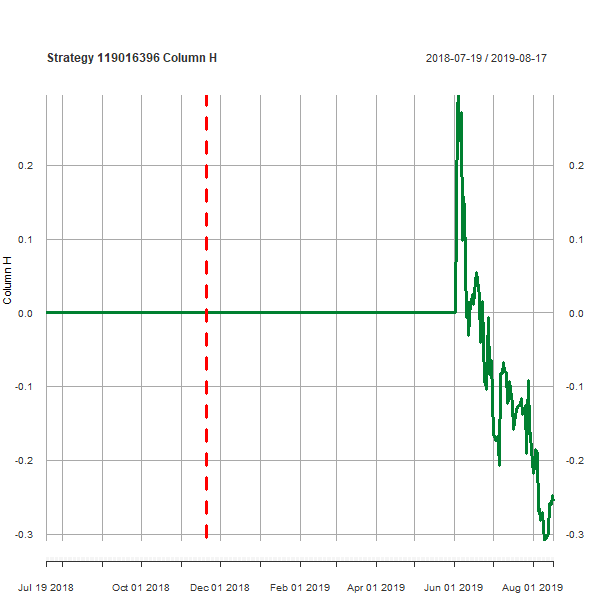 Strategy 119016396 Column H
2018-07-19 / 2019-08-17
0.2 0.2
0.1 0.1
0.0 0.0
Column H
-0.1 -0.1
-0.2 -0.2
-0.3 -0.3
Jul 19 2018 Oct 01 2018 Dec 01 2018 Feb 01 2019 Apr 01 2019 Jun 01 2019 Aug 01 2019